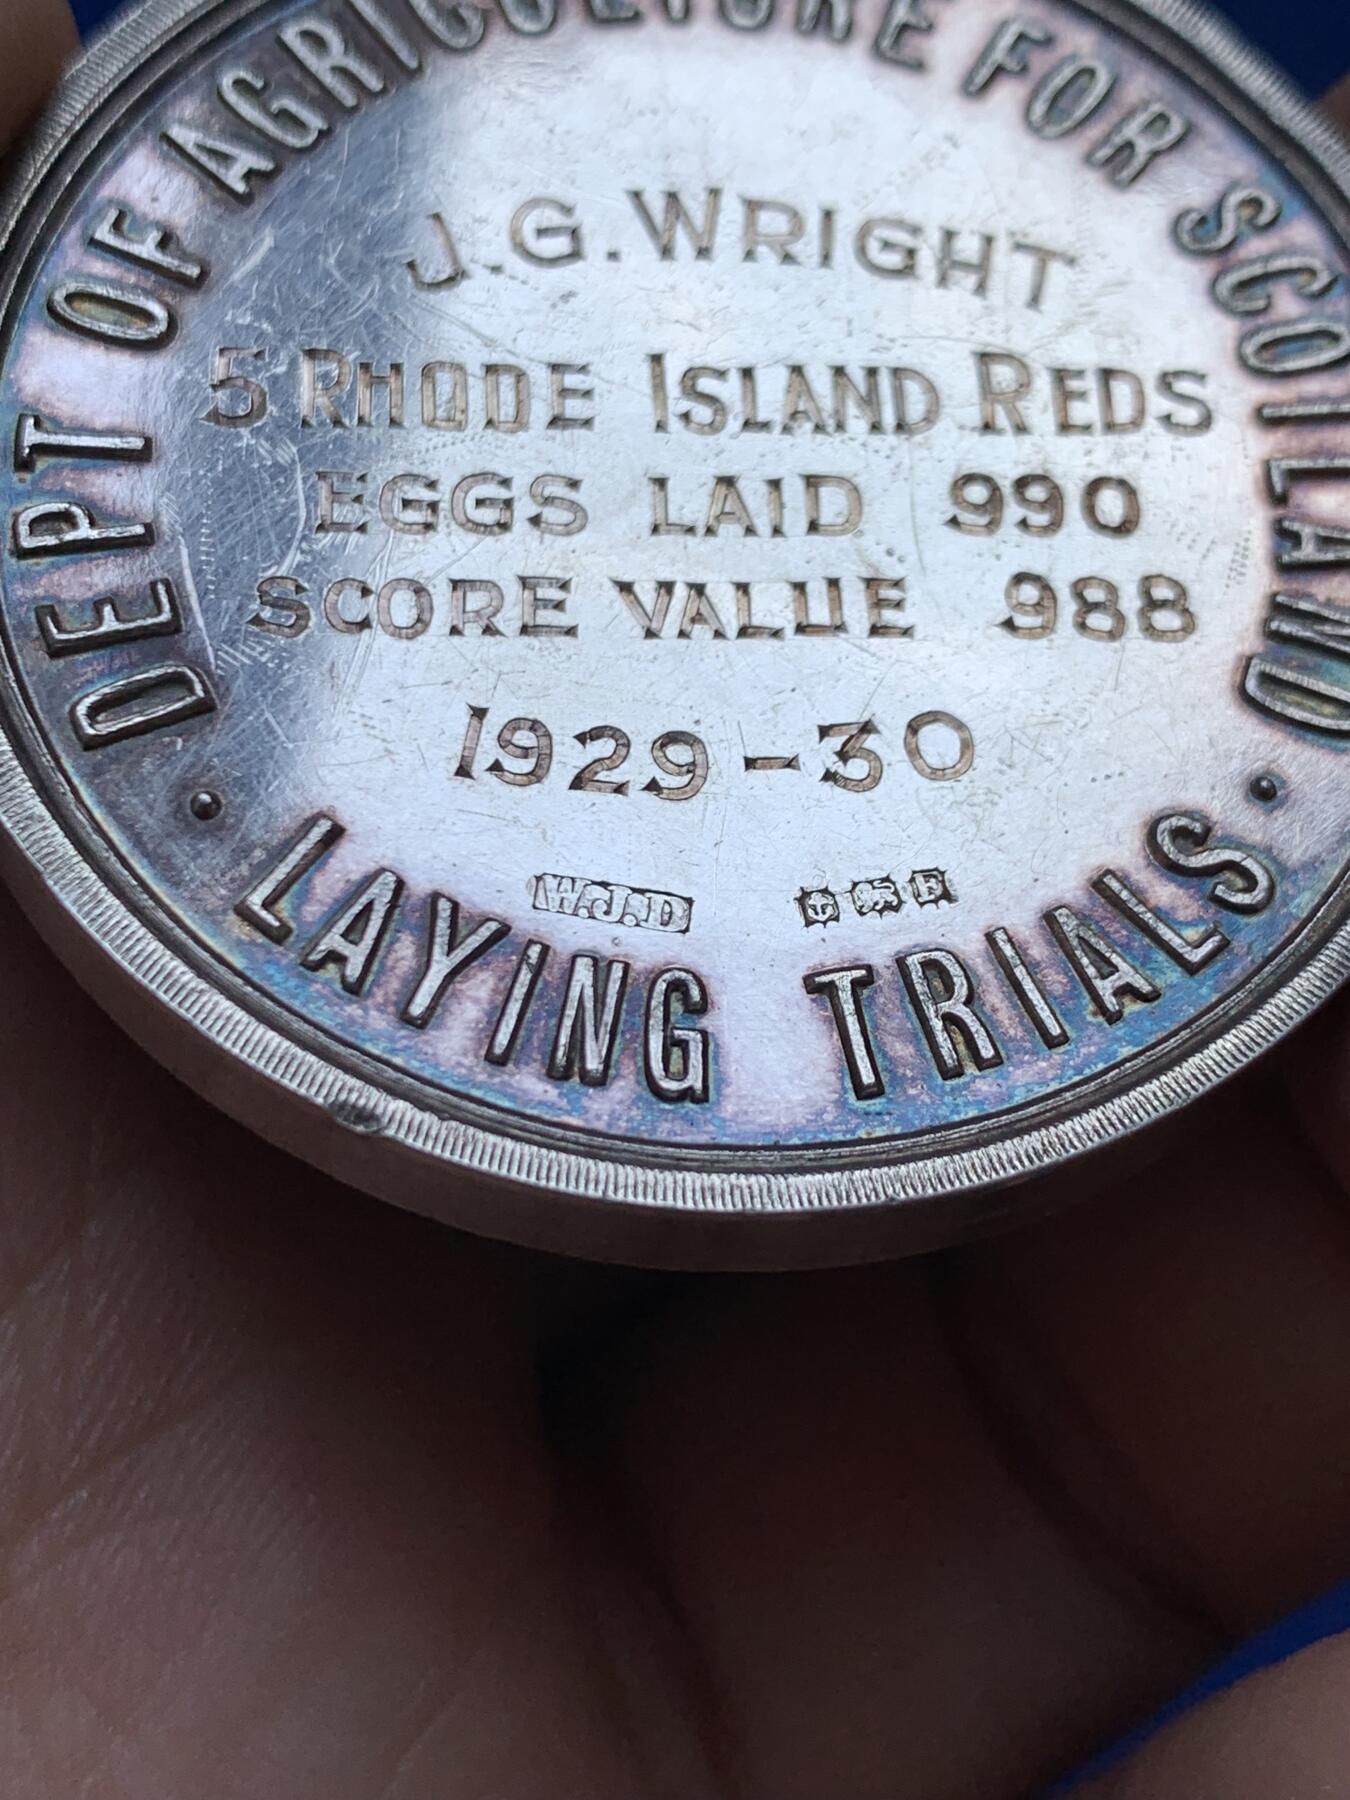 DEPT OF AGRICULTURE FOR SCOTLAND
J.G.WRIGHT
5 RHODE ISLAND REDS
EGGS LAID 990
SCORE VALUE 988
1929-30
W.J.D F
· LAYING TRIALS ·